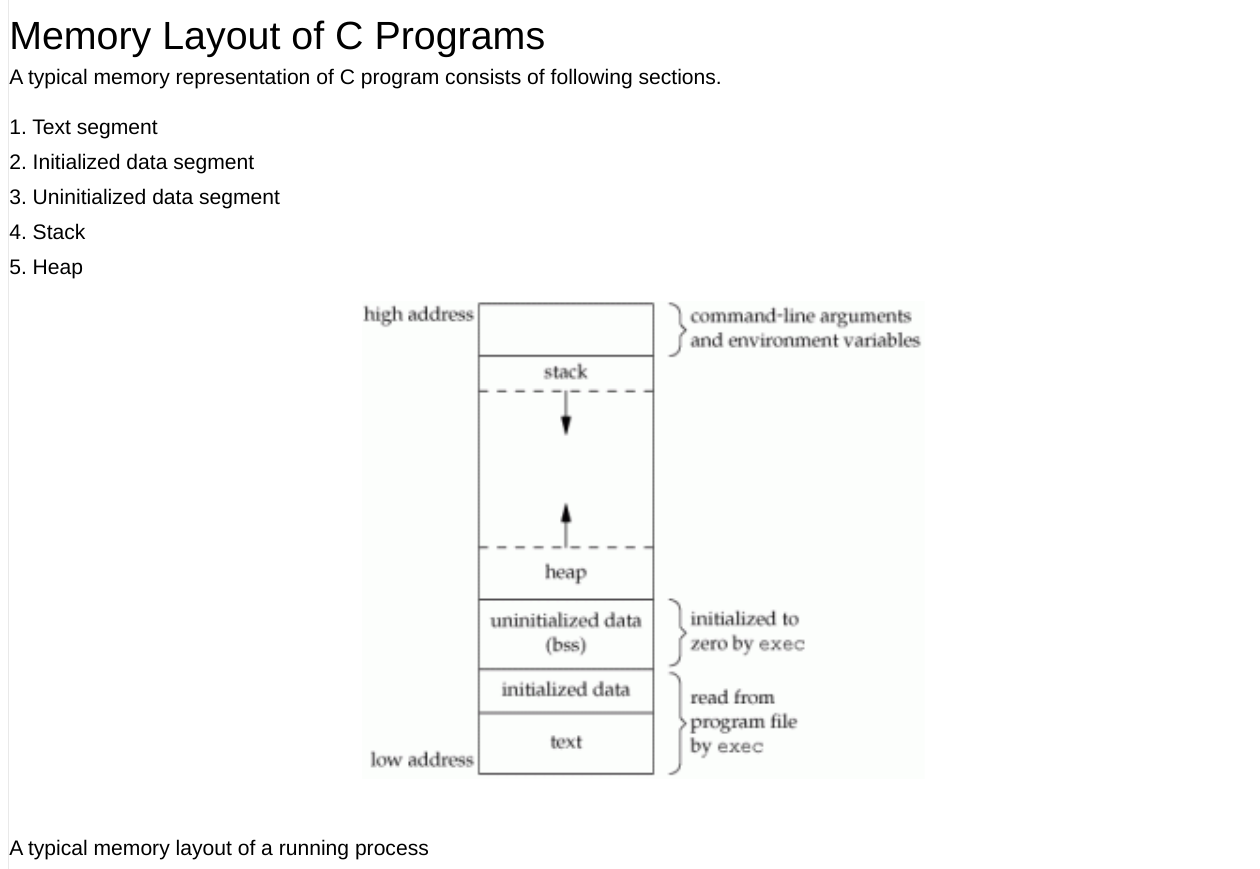 Memory Layout of C Programs
A typical memory representation of C program consists of following sections.
1. Text segment
2. Initialized data segment
3. Uninitialized data segment
4. Stack
5. Heap
high address
command-line arguments
and environment variables
stack
heap
uninitialized data
(bss)
initialized to
zero by exec
initialized data
read from
program file
by exec
text
low address
A typical memory layout of a running process